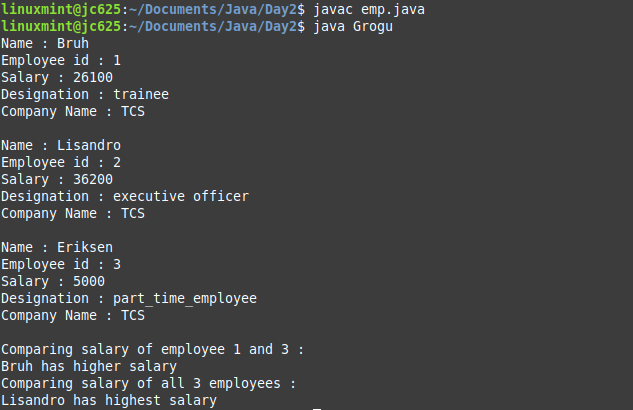 linuxmint@jc625:~/Documents/Java/Day2$ javac emp.java
linuxmint@jc625:~/Documents/Java/Day2$ java Grogu
Name : Bruh
Employee id : 1
Salary : 26100
Designation : trainee
Company Name : TCS

Name : Lisandro
Employee id : 2
Salary : 36200
Designation : executive officer
Company Name : TCS

Name : Eriksen
Employee id : 3
Salary : 5000
Designation : part_time_employee
Company Name : TCS

Comparing salary of employee 1 and 3 :
Bruh has higher salary
Comparing salary of all 3 employees :
Lisandro has highest salary